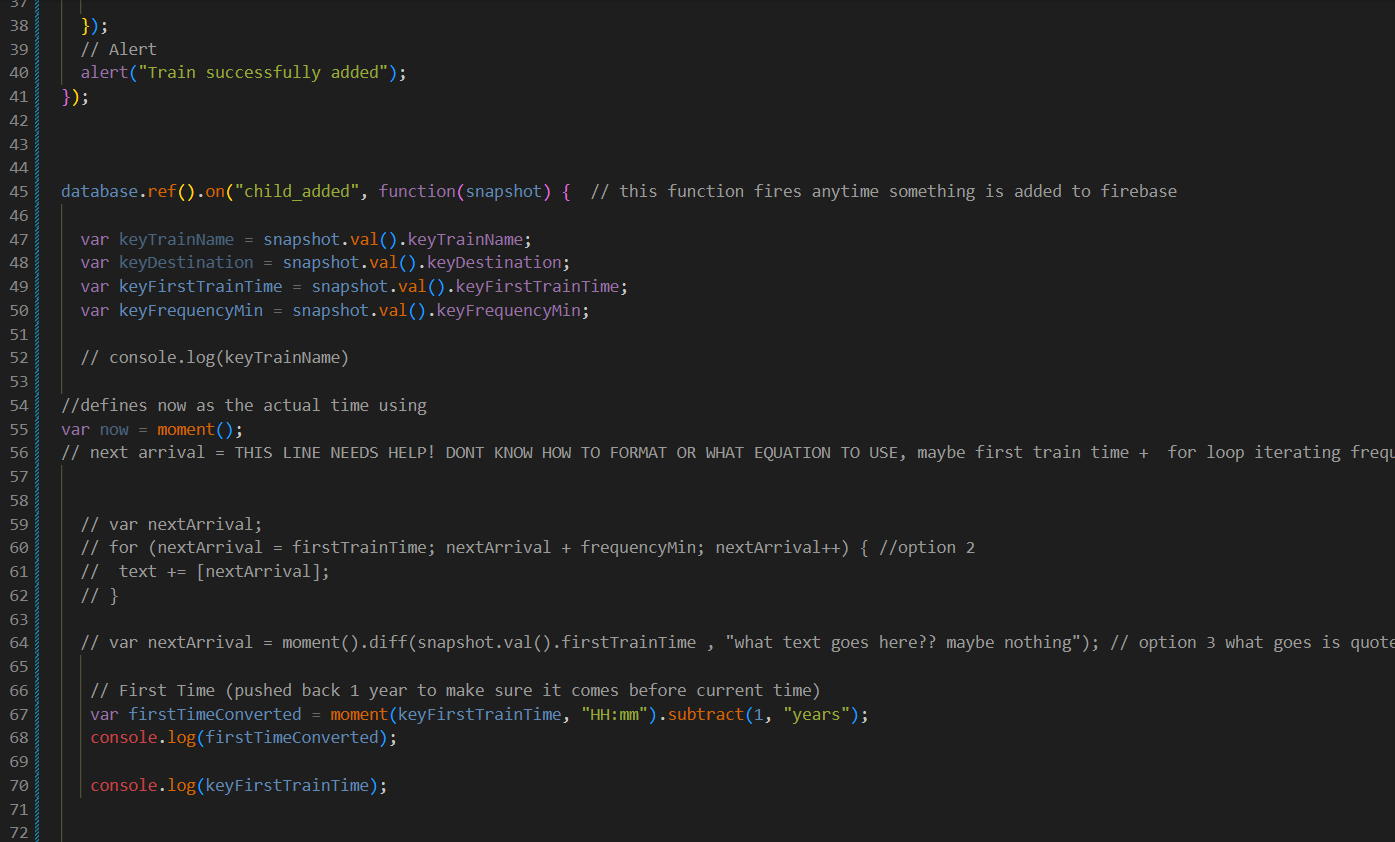 37
38 });
39 // Alert
40 alert("Train successfully added");
41 });
42
43
44
45 database.ref().on("child_added", function(snapshot) { // this function fires anytime something is added to firebase
46
47 var keyTrainName = snapshot.val().keyTrainName;
48 var keyDestination = snapshot.val().keyDestination;
49 var keyFirstTrainTime = snapshot.val().keyFirstTrainTime;
50 var keyFrequencyMin = snapshot.val().keyFrequencyMin;
51
52 // console.log(keyTrainName)
53
54 //defines now as the actual time using
55 var now = moment();
56 // next arrival = THIS LINE NEEDS HELP! DONT KNOW HOW TO FORMAT OR WHAT EQUATION TO USE, maybe first train time + for loop iterating frequ
57
58
59 // var nextArrival;
60 // for (nextArrival = firstTrainTime; nextArrival + frequencyMin; nextArrival++) { //option 2
61 // text += [nextArrival];
62 // }
63
64 // var nextArrival = moment().diff(snapshot.val().firstTrainTime , "what text goes here?? maybe nothing"); // option 3 what goes is quote
65
66 // First Time (pushed back 1 year to make sure it comes before current time)
67 var firstTimeConverted = moment(keyFirstTrainTime, "HH:mm").subtract(1, "years");
68 console.log(firstTimeConverted);
69
70 console.log(keyFirstTrainTime);
71
72